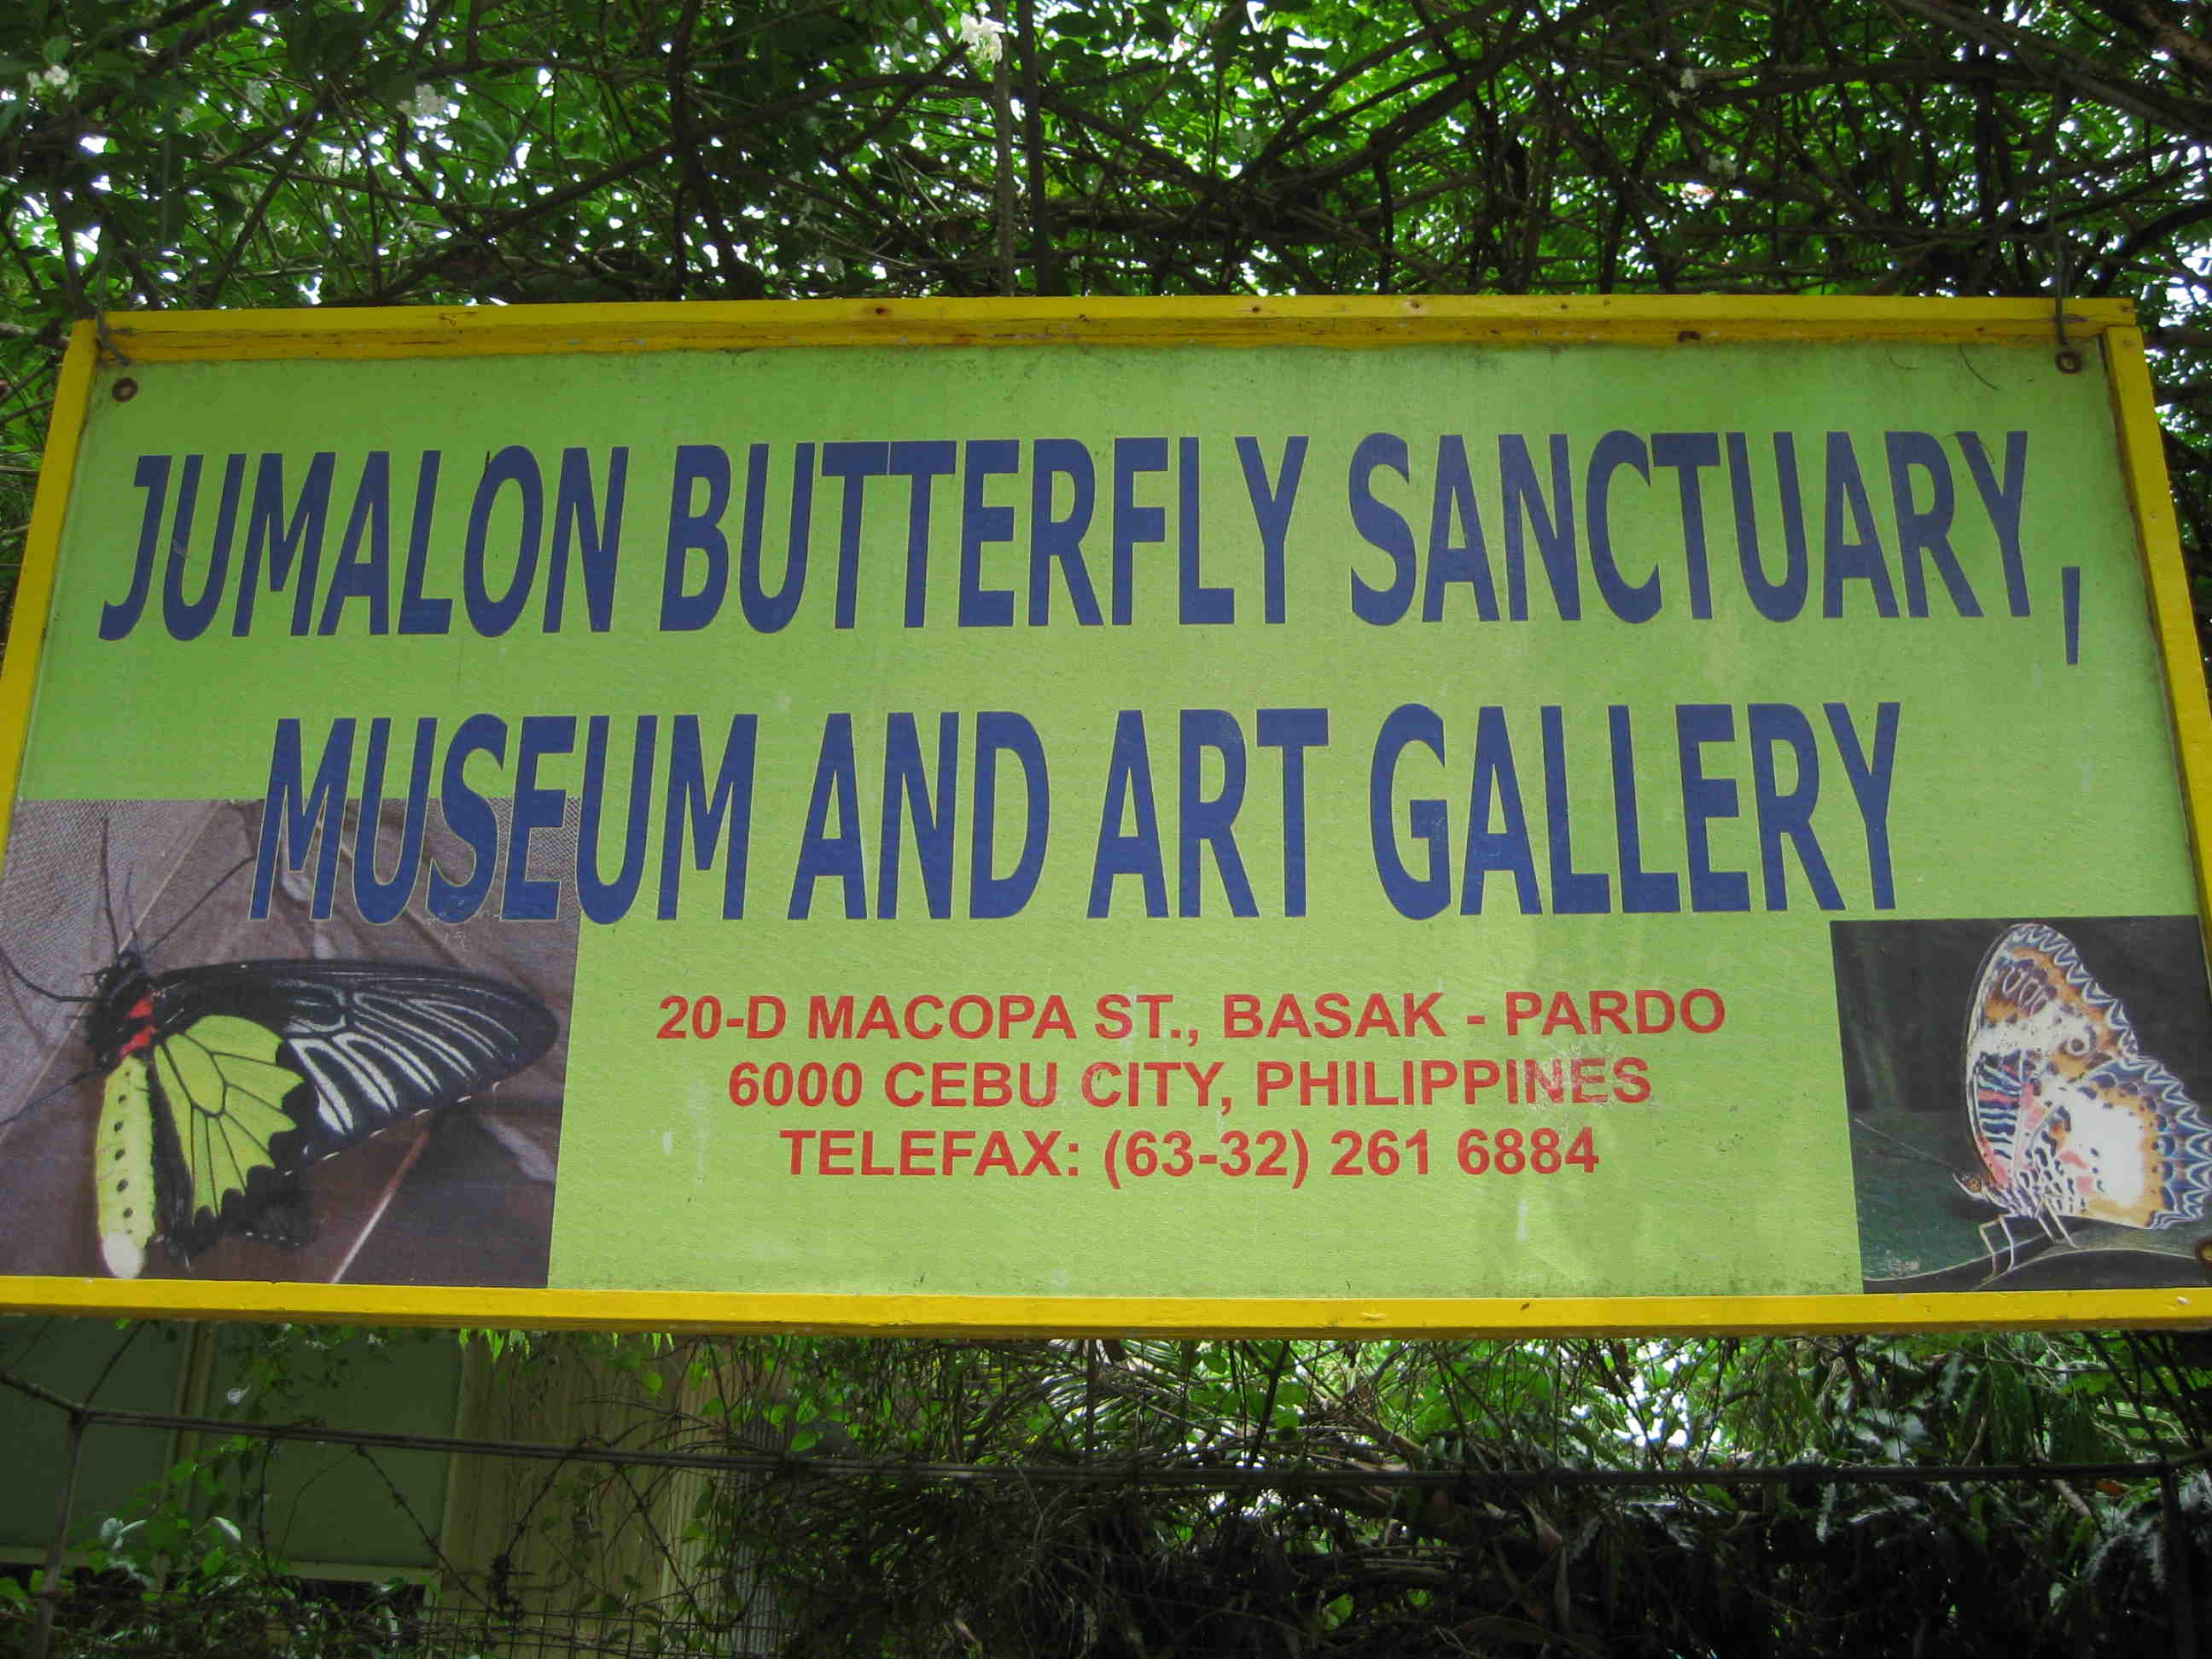 JUMALON BUTTERFLY SANCTUARY,
MUSEUM AND ART GALLERY
20-D MACOPA ST., BASAK - PARDO
6000 CEBU CITY, PHILIPPINES
TELEFAX: (63-32) 261 6884